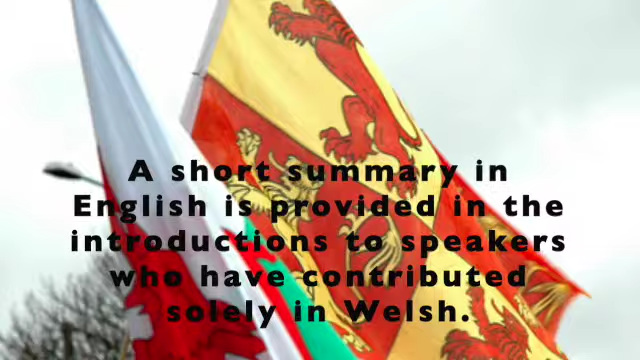 A short summary in
English is provided in the
introductions to speakers
who have contributed
solely in Welsh.